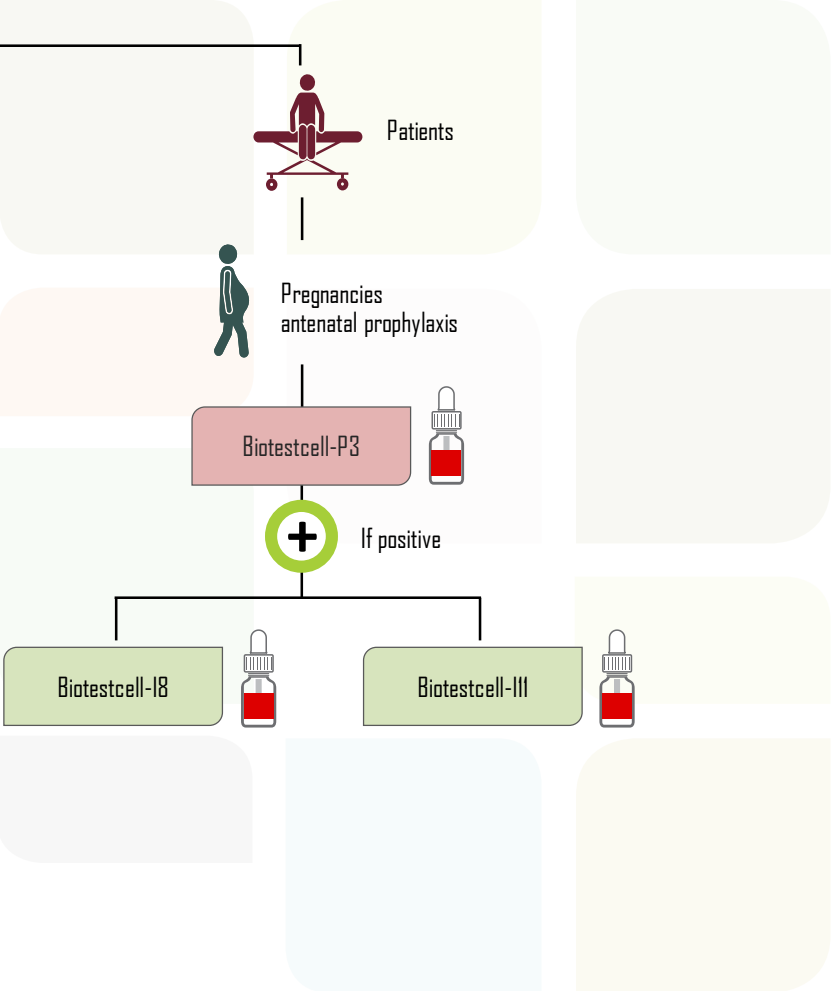 Patients
Pregnancies
antenatal prophylaxis
Biotestcell-P3
If positive
Biotestcell-I8
Biotestcell-I11